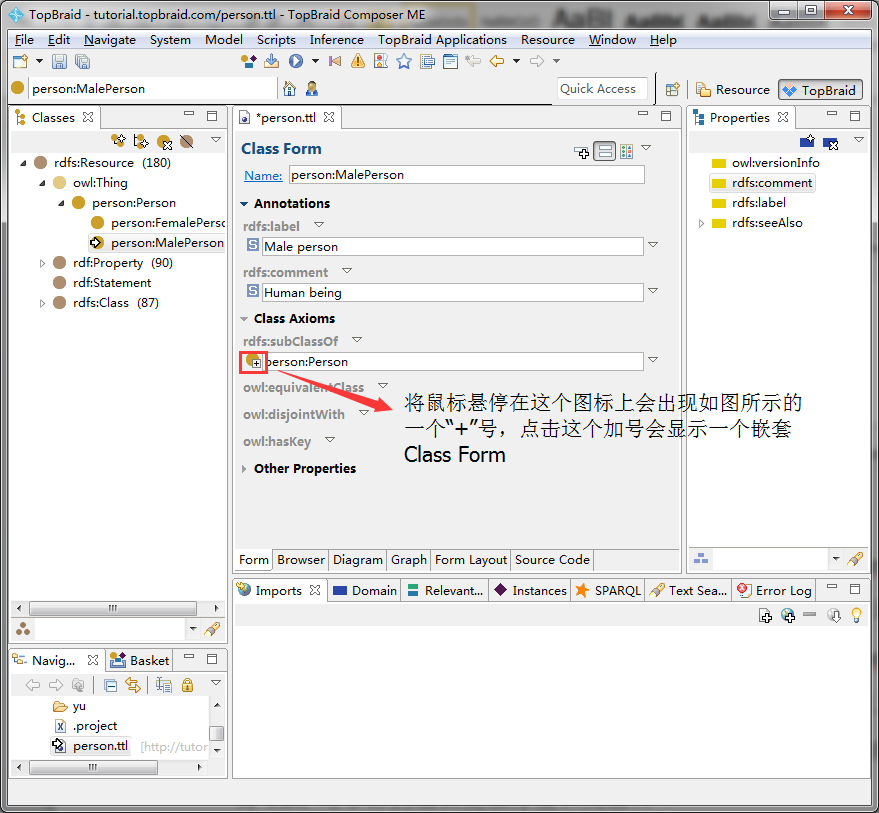 TopBraid - tutorial.topbraid.com/person.ttl - TopBraid Composer ME
File Edit Navigate System Model Scripts Inference TopBraid Applications Resource Window Help
person:MalePerson
Quick Access
Resource
TopBraid
Classes
rdfs:Resource (180)
owl:Thing
person:Person
person:FemalePerso
person:MalePerson
rdf:Property (90)
rdf:Statement
rdfs:Class (87)
Navig...
Basket
yu
.project
person.ttl [http://tutor
*person.ttl
Class Form
Name: person:MalePerson
Annotations
rdfs:label
S Male person
rdfs:comment
S Human being
Class Axioms
rdfs:subClassOf
person:Person
owl:equivalentClass
owl:disjointWith
owl:hasKey
Other Properties
将鼠标悬停在这个图标上会出现如图所示的
一个“+”号，点击这个加号会显示一个嵌套
Class Form
Form Browser Diagram Graph Form Layout Source Code
Properties
owl:versionInfo
rdfs:comment
rdfs:label
rdfs:seeAlso
Imports Domain Relevant... Instances SPARQL Text Sea... Error Log